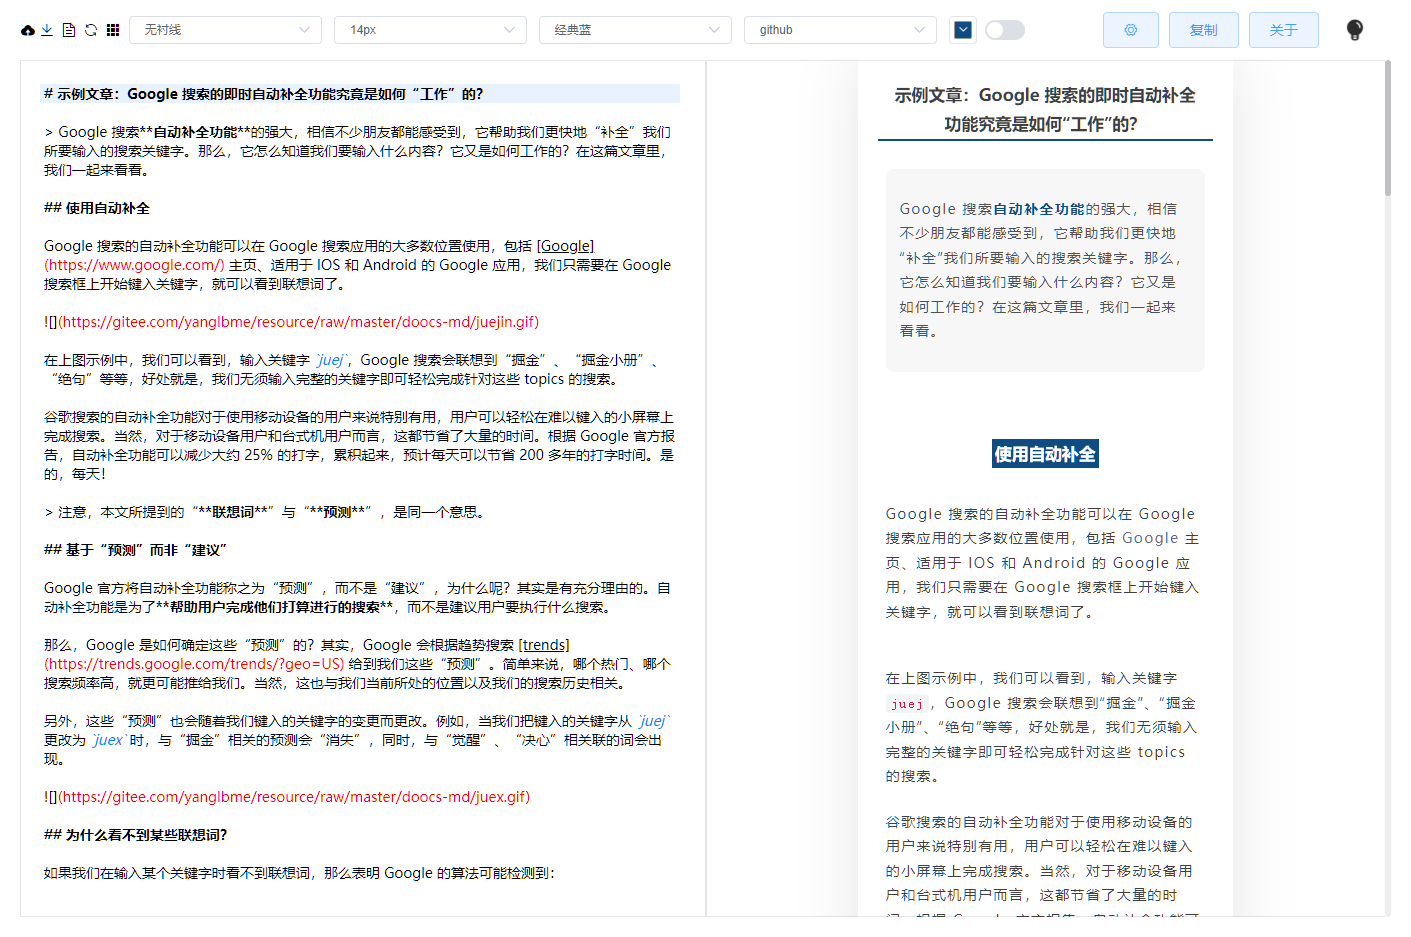 无衬线
14px
经典蓝
github
复制
关于
# 示例文章：Google 搜索的即时自动补全功能究竟是如何“工作”的？
> Google 搜索**自动补全功能**的强大，相信不少朋友都能感受到，它帮助我们更快地“补全”我们
所要输入的搜索关键字。那么，它怎么知道我们要输入什么内容？它又是如何工作的？在这篇文章里，
我们一起来看看。
## 使用自动补全
Google 搜索的自动补全功能可以在 Google 搜索应用的大多数位置使用，包括 [Google]
(https://www.google.com/) 主页、适用于 IOS 和 Android 的 Google 应用，我们只需要在 Google
搜索框上开始键入关键字，就可以看到联想词了。
![](https://gitee.com/yanglbme/resource/raw/master/doocs-md/juejin.gif)
在上图示例中，我们可以看到，输入关键字 `juej`，Google 搜索会联想到“掘金”、“掘金小册”、
“绝句”等等，好处就是，我们无须输入完整的关键字即可轻松完成针对这些 topics 的搜索。
谷歌搜索的自动补全功能对于使用移动设备的用户来说特别有用，用户可以轻松在难以键入的小屏幕上
完成搜索。当然，对于移动设备用户和台式机用户而言，这都节省了大量的时间。根据 Google 官方报
告，自动补全功能可以减少大约 25% 的打字，累积起来，预计每天可以节省 200 多年的打字时间。是
的，每天！
> 注意，本文所提到的“**联想词**”与“**预测**”，是同一个意思。
## 基于“预测”而非“建议”
Google 官方将自动补全功能称之为“预测”，而不是“建议”，为什么呢？其实是有充分理由的。自
动补全功能是为了**帮助用户完成他们打算进行的搜索**，而不是建议用户要执行什么搜索。
那么，Google 是如何确定这些“预测”的？其实，Google 会根据趋势搜索 [trends]
(https://trends.google.com/trends/?geo=US) 给到我们这些“预测”。简单来说，哪个热门、哪个
搜索频率高，就更可能推给我们。当然，这也与我们当前所处的位置以及我们的搜索历史相关。
另外，这些“预测”也会随着我们键入的关键字的变更而更改。例如，当我们把键入的关键字从 `juej`
更改为 `juex` 时，与“掘金”相关的预测会“消失”，同时，与“觉醒”、“决心”相关联的词会出
现。
![](https://gitee.com/yanglbme/resource/raw/master/doocs-md/juex.gif)
## 为什么看不到某些联想词？
如果我们在输入某个关键字时看不到联想词，那么表明 Google 的算法可能检测到：
示例文章：Google 搜索的即时自动补全
功能究竟是如何“工作”的？
Google 搜索自动补全功能的强大，相信
不少朋友都能感受到，它帮助我们更快地
“补全”我们所要输入的搜索关键字。那么，
它怎么知道我们要输入什么内容？它又是
如何工作的？在这篇文章里，我们一起来
看看。
使用自动补全
Google 搜索的自动补全功能可以在 Google
搜索应用的大多数位置使用，包括 Google 主
页、适用于 IOS 和 Android 的 Google 应
用，我们只需要在 Google 搜索框上开始键入
关键字，就可以看到联想词了。
在上图示例中，我们可以看到，输入关键字
juej，Google 搜索会联想到“掘金”、“掘金
小册”、“绝句”等等，好处就是，我们无须输入
完整的关键字即可轻松完成针对这些 topics
的搜索。
谷歌搜索的自动补全功能对于使用移动设备的
用户来说特别有用，用户可以轻松在难以键入
的小屏幕上完成搜索。当然，对于移动设备用
户和台式机用户而言，这都节省了大量的时